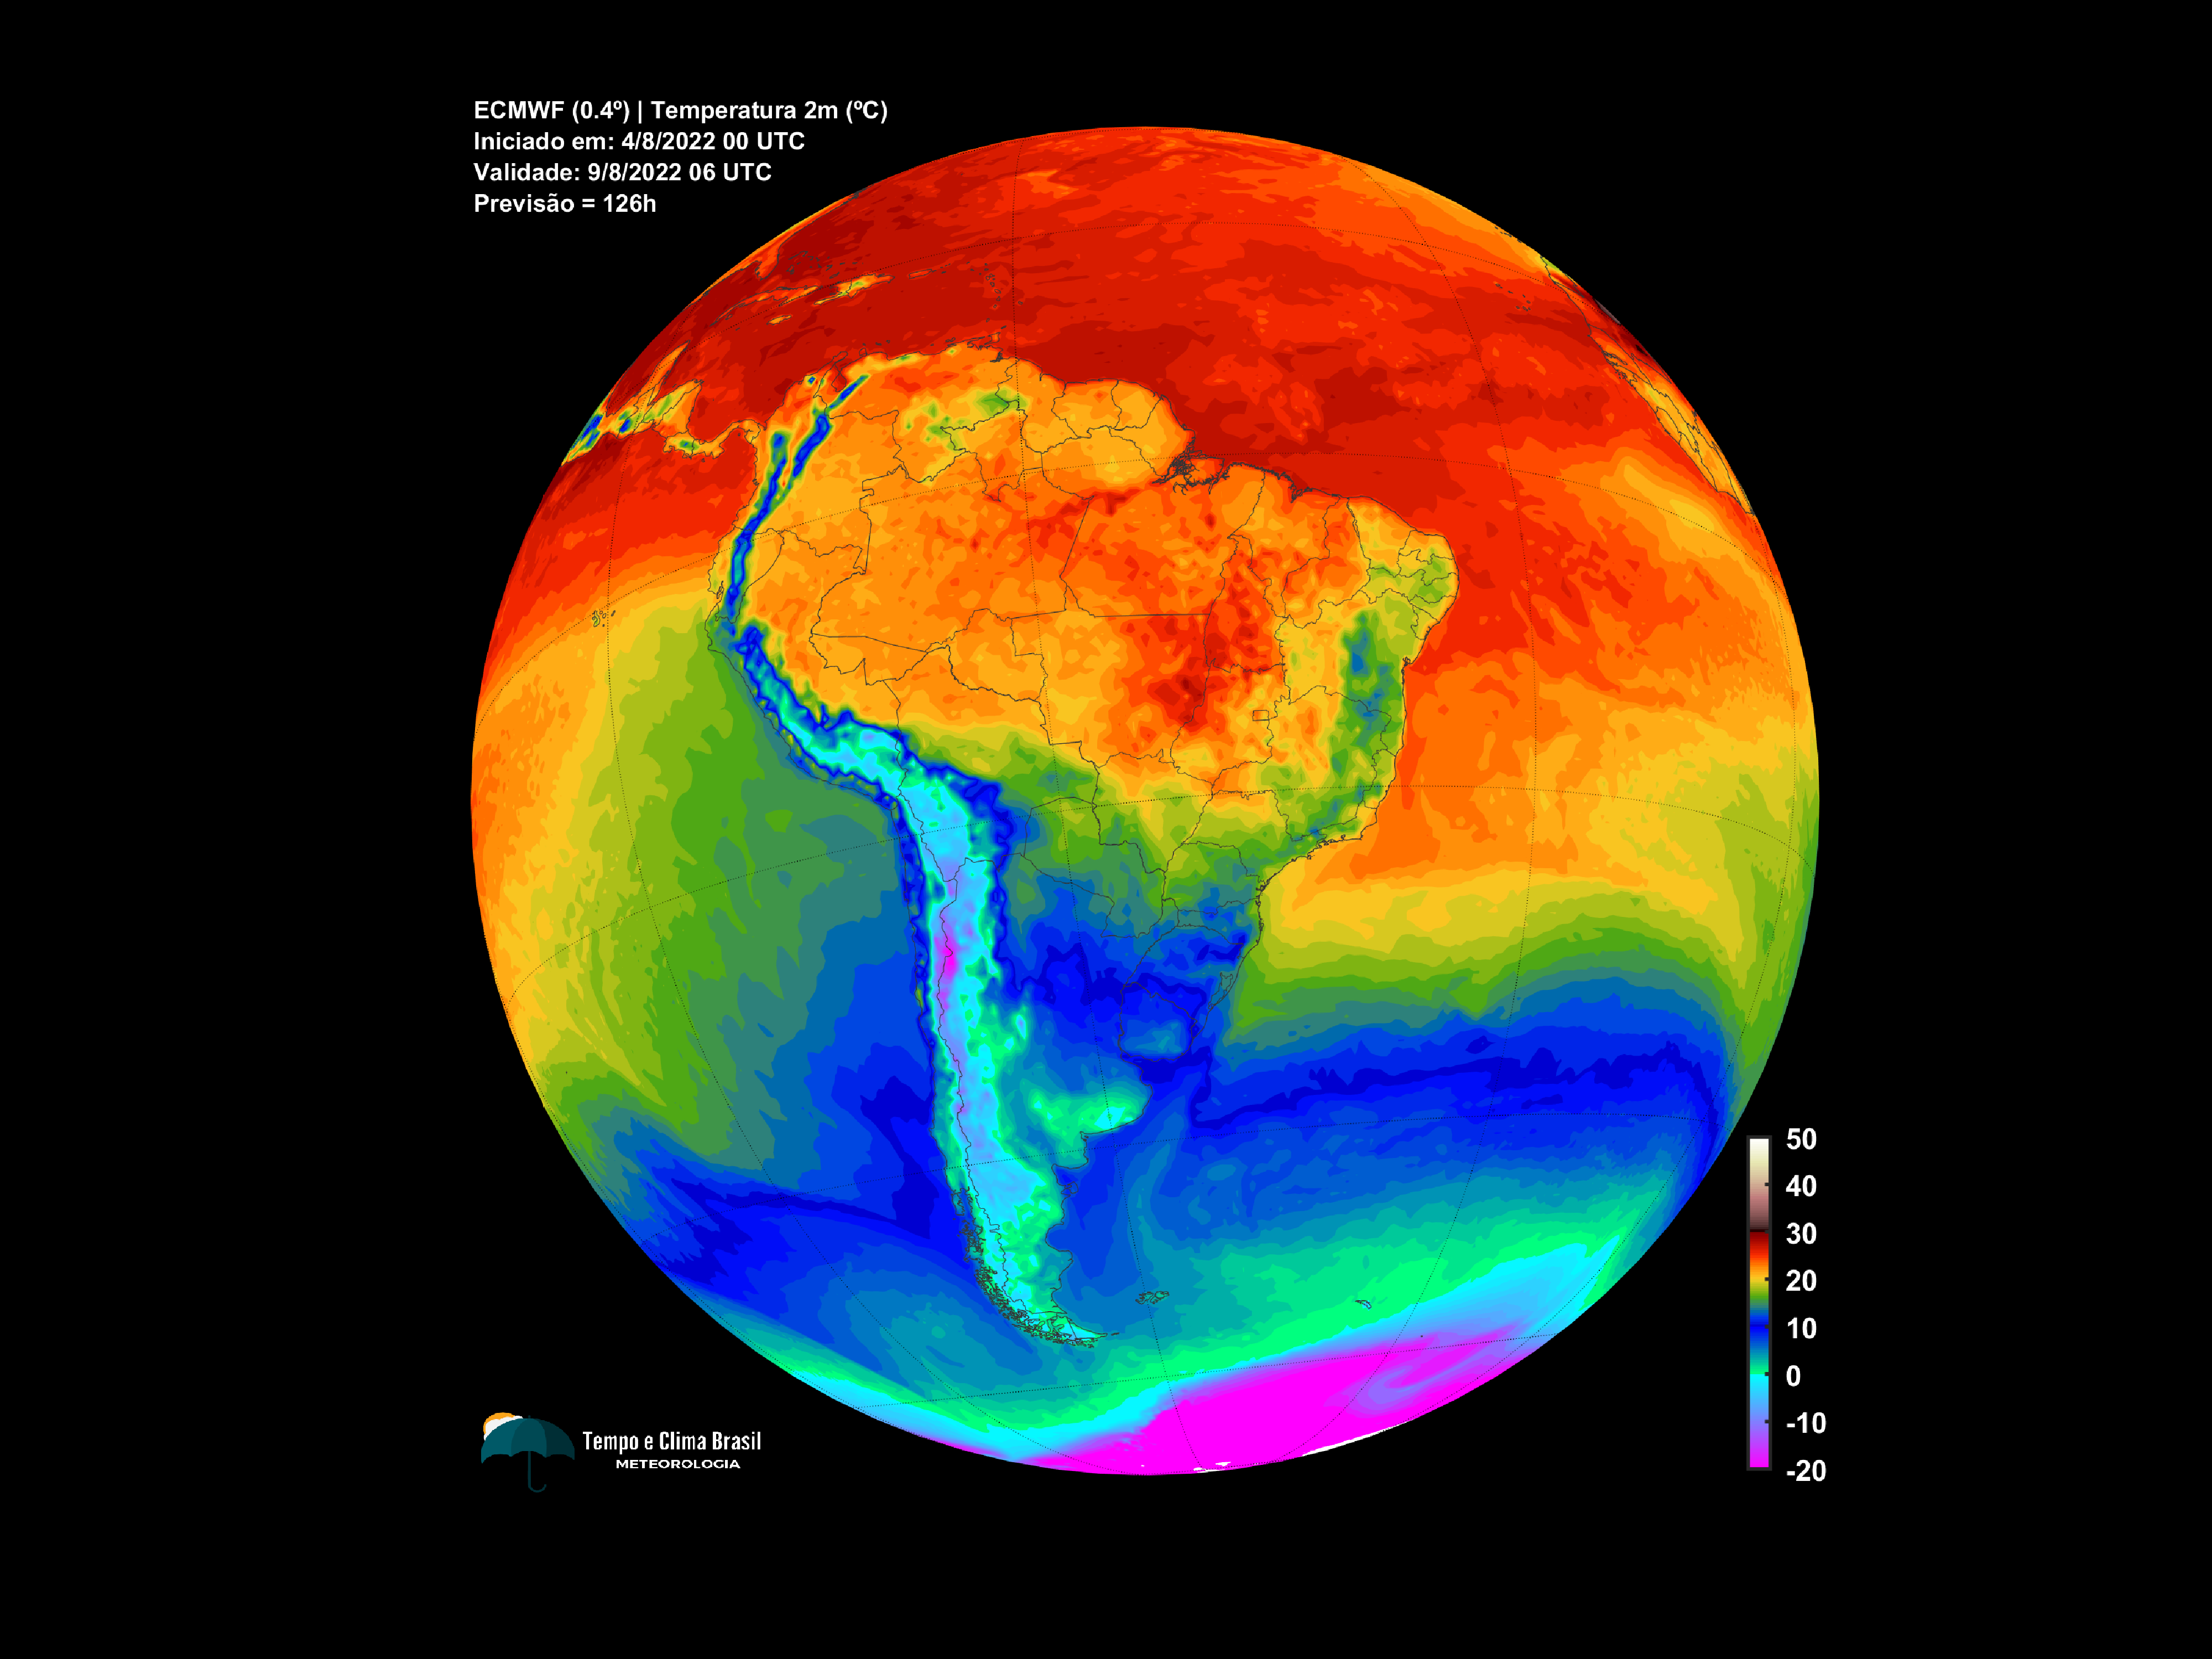 ECMWF (0.4º) | Temperatura 2m (ºC)
Iniciado em: 4/8/2022 00 UTC
Validade: 9/8/2022 06 UTC
Previsão = 126h
50
40
30
20
10
0
-10
-20
Tempo e Clima Brasil
METEOROLOGIA